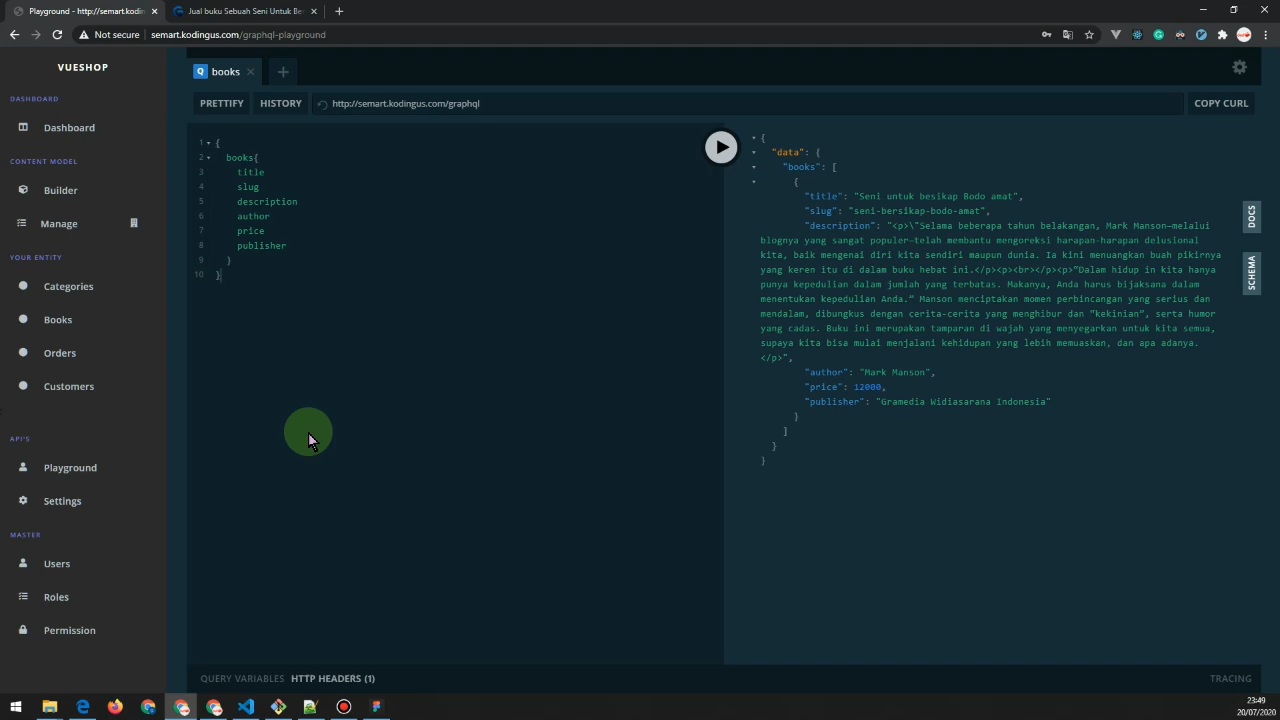 Playground - http://semart.kodin
Jual buku Sebuah Seni Untuk Be
Not secure
semart.kodingus.com/graphql-playground
VUESHOP
DASHBOARD
Dashboard
CONTENT MODEL
Builder
Manage
YOUR ENTITY
Categories
Books
Orders
Customers
API'S
Playground
Settings
MASTER
Users
Roles
Permission
Q books
PRETTIFY
HISTORY
http://semart.kodingus.com/graphql
COPY CURL
1 {
2 books{
3 title
4 slug
5 description
6 author
7 price
8 publisher
9 }
10 }
{
"data": {
"books": [
{
"title": "Seni untuk besikap Bodo amat",
"slug": "seni-bersikap-bodo-amat",
"description": "<p>\"Selama beberapa tahun belakangan, Mark Manson—melalui
blognya yang sangat populer—telah membantu mengoreksi harapan-harapan delusional
kita, baik mengenai diri kita sendiri maupun dunia. Ia kini menuangkan buah pikirnya
yang keren itu di dalam buku hebat ini.</p><p><br></p><p>“Dalam hidup in kita hanya
punya kepedulian dalam jumlah yang terbatas. Makanya, Anda harus bijaksana dalam
menentukan kepedulian Anda.” Manson menciptakan momen perbincangan yang serius dan
mendalam, dibungkus dengan cerita-cerita yang menghibur dan “kekinian”, serta humor
yang cadas. Buku ini merupakan tamparan di wajah yang menyegarkan untuk kita semua,
supaya kita bisa mulai menjalani kehidupan yang lebih memuaskan, dan apa adanya.
</p>",
"author": "Mark Manson",
"price": 12000,
"publisher": "Gramedia Widiasarana Indonesia"
}
]
}
}
DOCS
SCHEMA
QUERY VARIABLES
HTTP HEADERS (1)
TRACING
23:49
20/07/2020